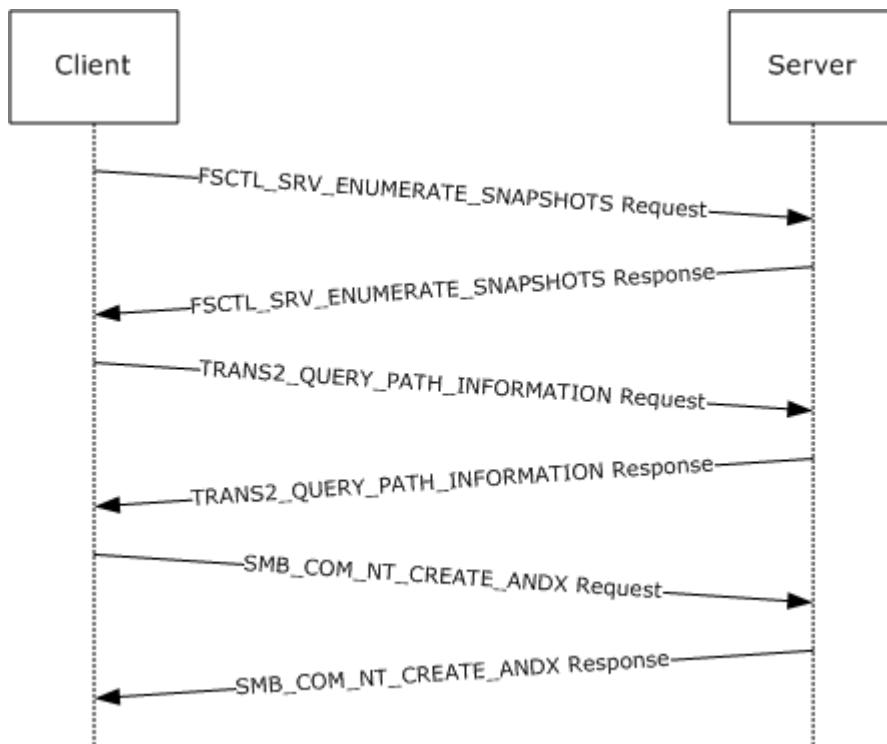 Client
Server
FSCTL_SRV_ENUMERATE_SNAPSHOTS Request
FSCTL_SRV_ENUMERATE_SNAPSHOTS Response
TRANS2_QUERY_PATH_INFORMATION Request
TRANS2_QUERY_PATH_INFORMATION Response
SMB_COM_NT_CREATE_ANDX Request
SMB_COM_NT_CREATE_ANDX Response